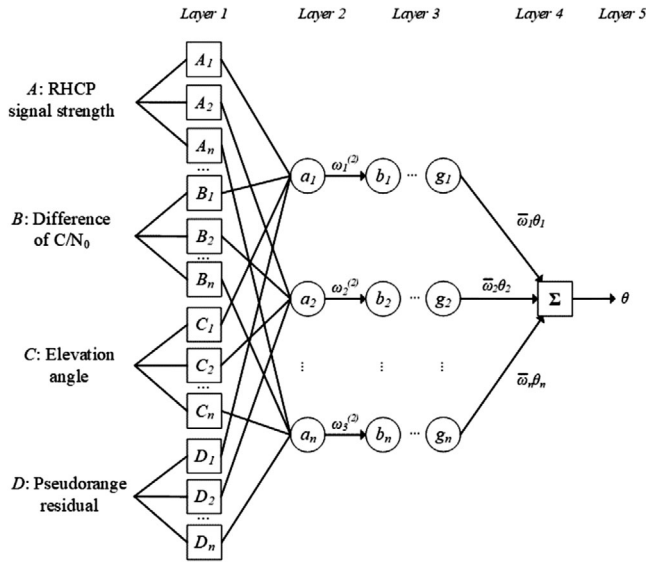 Layer 1 Layer 2 Layer 3 Layer 4 Layer 5
A: RHCP
signal strength
A₁
A₂
Aₙ
...
B: Difference
of C/N₀
B₁
B₂
...
Bₙ
...
C: Elevation
angle
C₁
C₂
...
Cₙ
D: Pseudorange
residual
D₁
D₂
...
Dₙ
a₁ ω₁⁽²⁾ b₁ ... g₁
a₂ ω₂⁽²⁾ b₂ ... g₂
⋮ ⋮ ⋮
aₙ ω₃⁽²⁾ bₙ ... gₙ
ω̅₁θ₁
ω̅₂θ₂
ω̅ₙθₙ
Σ
θ